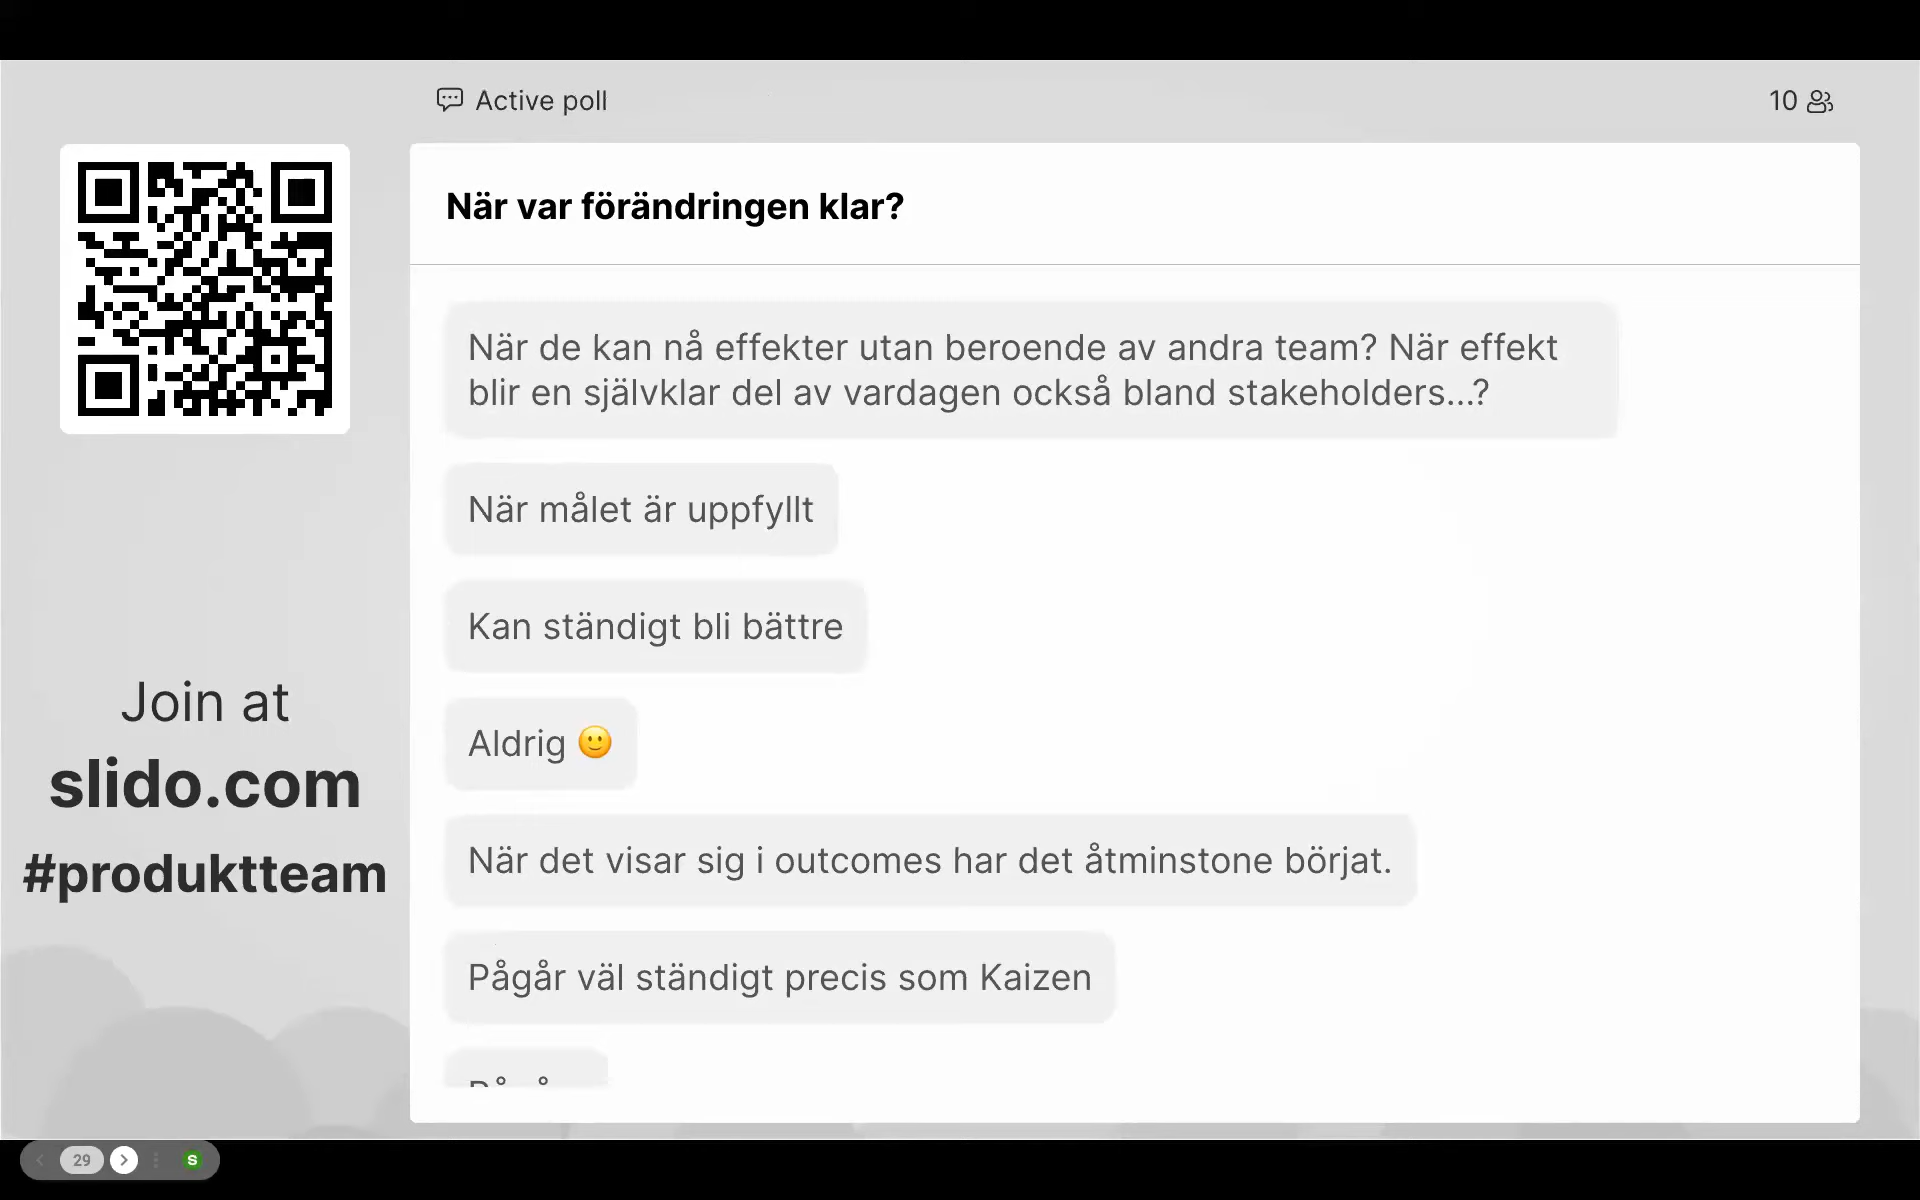 Active poll
10
När var förändringen klar?
När de kan nå effekter utan beroende av andra team? När effekt
blir en självklar del av vardagen också bland stakeholders...?
När målet är uppfyllt
Kan ständigt bli bättre
Aldrig 🙂
När det visar sig i outcomes har det åtminstone börjat.
Pågår väl ständigt precis som Kaizen
Join at
slido.com
#produktteam
29
S